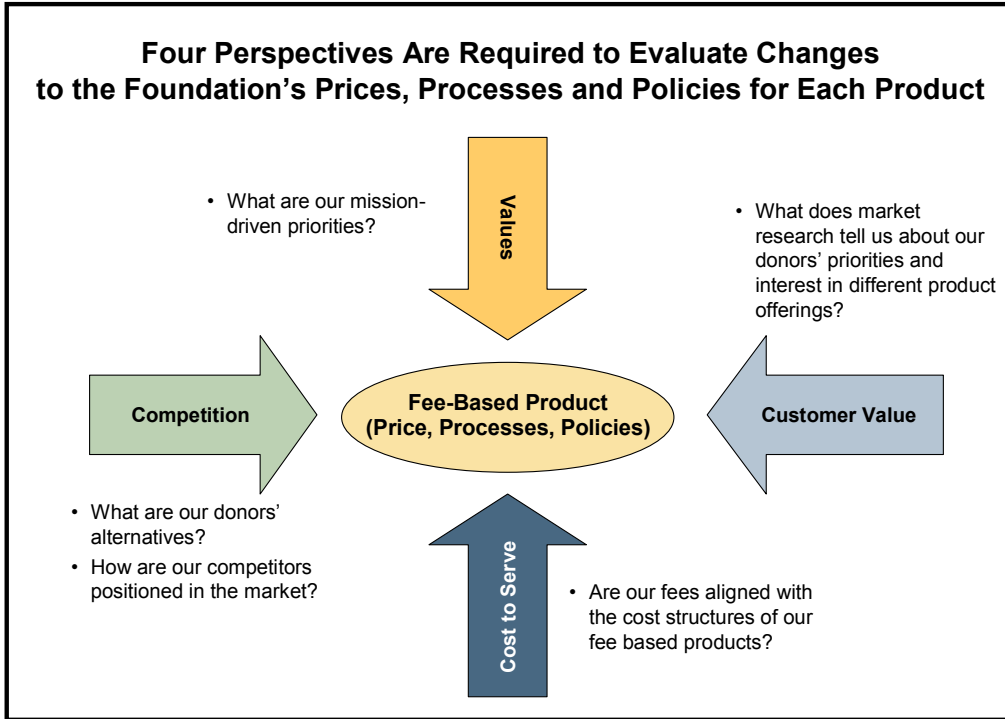 Four Perspectives Are Required to Evaluate Changes
to the Foundation's Prices, Processes and Policies for Each Product
• What are our mission-
driven priorities?
Values
• What does market
research tell us about our
donors' priorities and
interest in different product
offerings?
Competition
Fee-Based Product
(Price, Processes, Policies)
Customer Value
• What are our donors'
alternatives?
• How are our competitors
positioned in the market?
Cost to Serve
• Are our fees aligned with
the cost structures of our
fee based products?